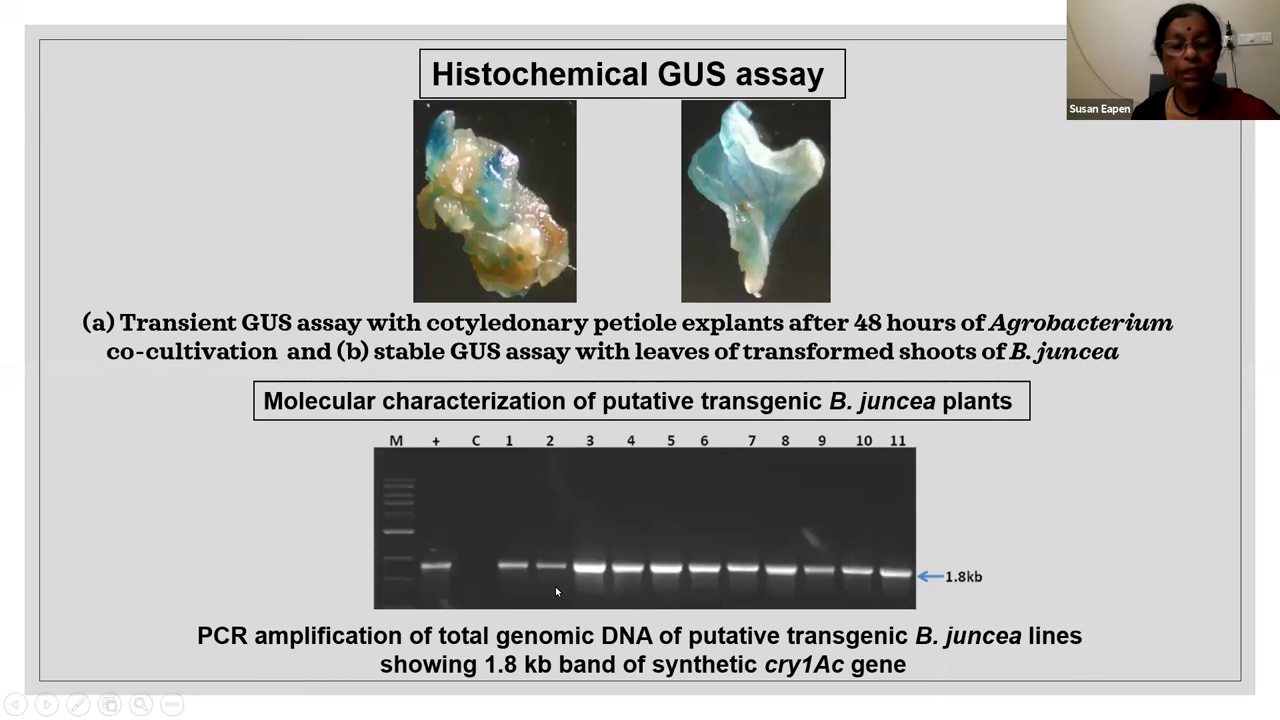 Histochemical GUS assay
Susan Eapen
(a) Transient GUS assay with cotyledonary petiole explants after 48 hours of Agrobacterium
co-cultivation and (b) stable GUS assay with leaves of transformed shoots of B. juncea
Molecular characterization of putative transgenic B. juncea plants
M + C 1 2 3 4 5 6 7 8 9 10 11
1.8kb
PCR amplification of total genomic DNA of putative transgenic B. juncea lines
showing 1.8 kb band of synthetic cry1Ac gene